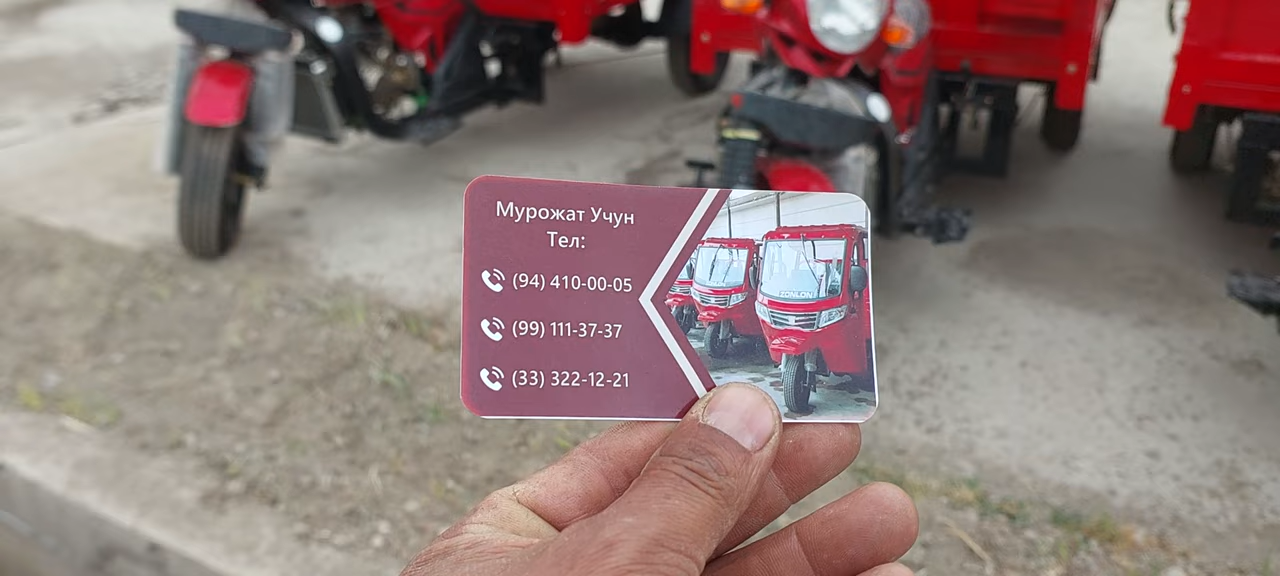 Мурожат Учун
Тел:
(94) 410-00-05
(99) 111-37-37
(33) 322-12-21